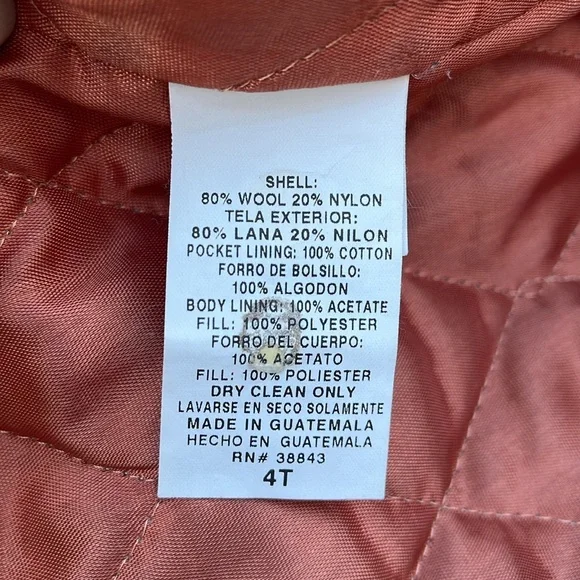 SHELL:
80% WOOL 20% NYLON
TELA EXTERIOR:
80% LANA 20% NILON
POCKET LINING: 100% COTTON
FORRO DE BOLSILLO:
100% ALGODON
BODY LINING: 100% ACETATE
FILL: 100% POLYESTER
FORRO DEL CUERPO:
100% ACETATO
FILL: 100% POLIESTER
DRY CLEAN ONLY
LAVARSE EN SECO SOLAMENTE
MADE IN GUATEMALA
HECHO EN GUATEMALA
RN# 38843
4T